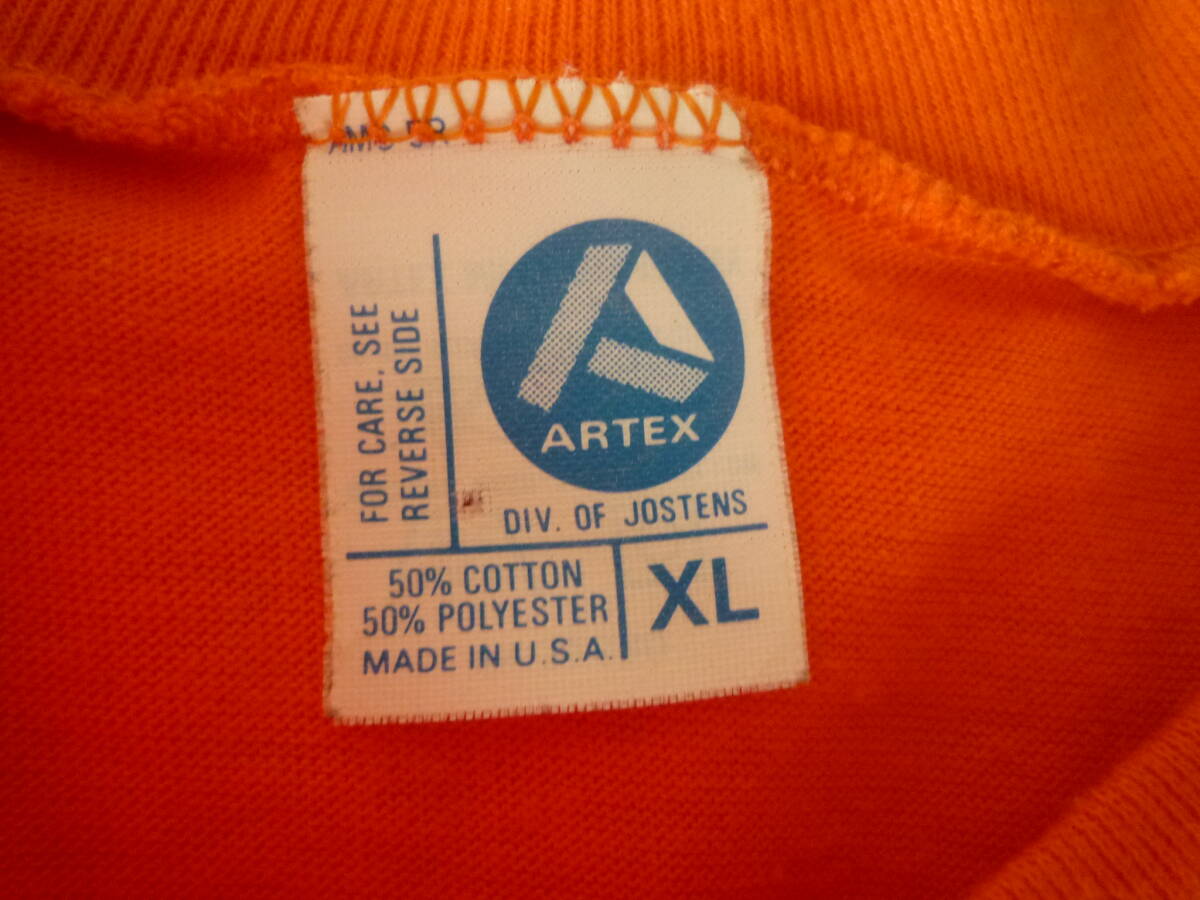 FOR CARE, SEE
REVERSE SIDE
ARTEX
DIV. OF JOSTENS
50% COTTON
50% POLYESTER
MADE IN U.S.A.
XL